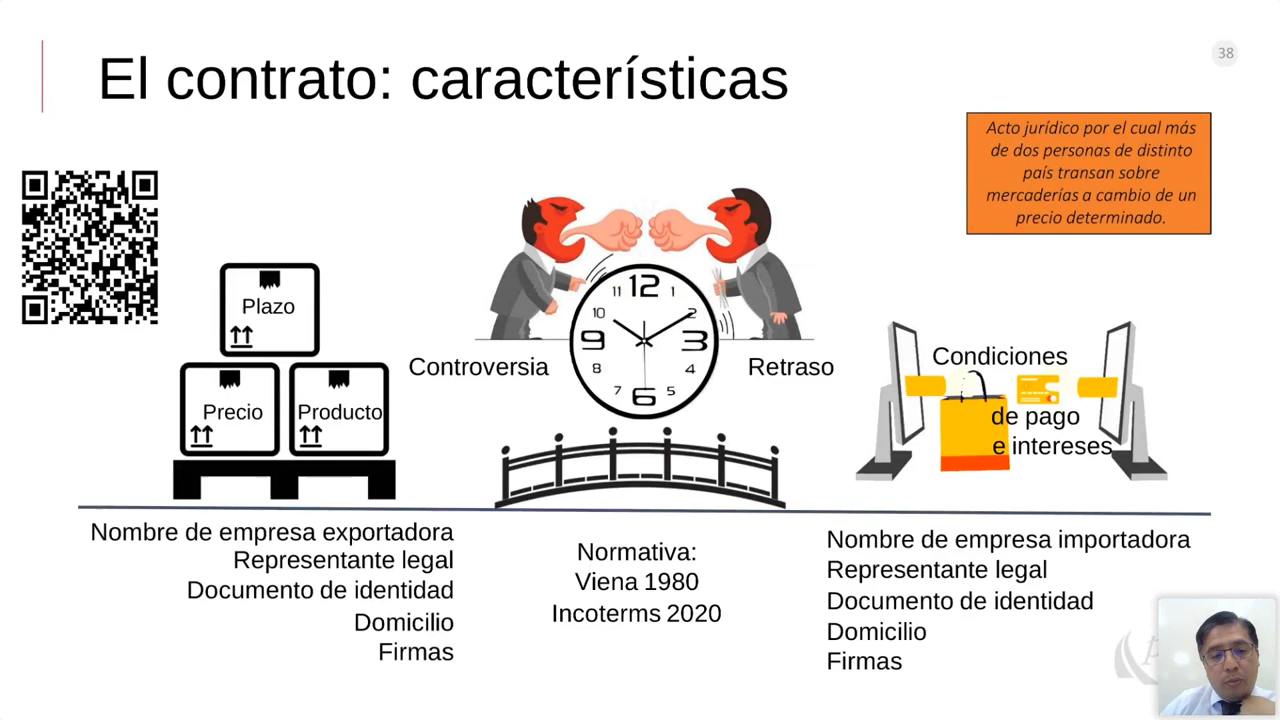 El contrato: características
38
Acto jurídico por el cual más
de dos personas de distinto
país transan sobre
mercaderías a cambio de un
precio determinado.
Plazo
Precio
Producto
Controversia
12
1
2
3
4
5
6
7
8
9
10
11
Retraso
Condiciones
de pago
e intereses
Nombre de empresa exportadora
Representante legal
Documento de identidad
Domicilio
Firmas
Normativa:
Viena 1980
Incoterms 2020
Nombre de empresa importadora
Representante legal
Documento de identidad
Domicilio
Firmas